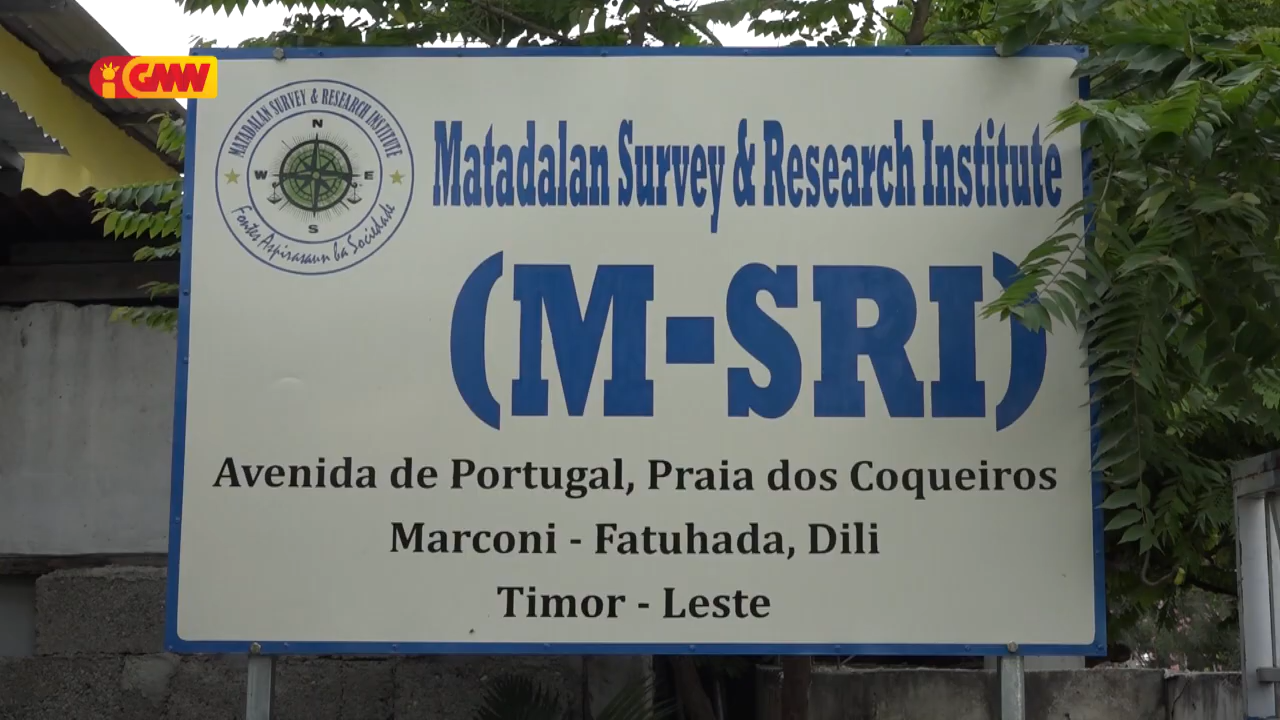 GMN
MATADALAN SURVEY & RESEARCH INSTITUTE
N
W E
S
Fontes Aspirasaun ba Sociedade
Matadalan Survey & Research Institute
(M-SRI)
Avenida de Portugal, Praia dos Coqueiros
Marconi - Fatuhada, Dili
Timor - Leste